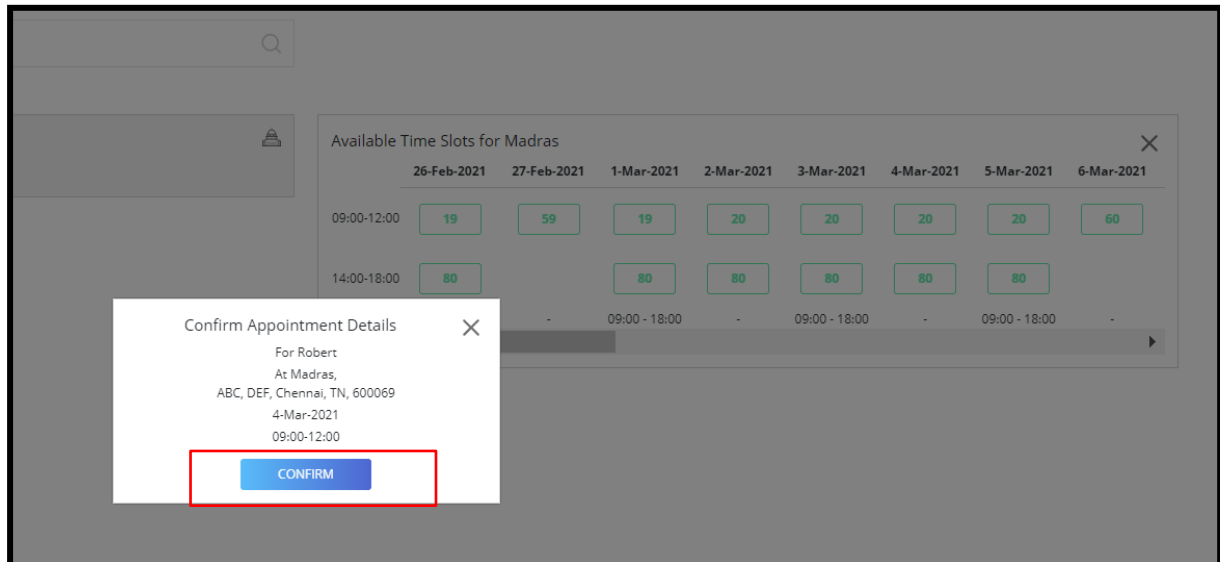 Available Time Slots for Madras
26-Feb-2021 27-Feb-2021 1-Mar-2021 2-Mar-2021 3-Mar-2021 4-Mar-2021 5-Mar-2021 6-Mar-2021
09:00-12:00 19 59 19 20 20 20 20 60
14:00-18:00 80 80 80 80 80 80
- 09:00 - 18:00 - 09:00 - 18:00 - 09:00 - 18:00 -
Confirm Appointment Details
For Robert
At Madras,
ABC, DEF, Chennai, TN, 600069
4-Mar-2021
09:00-12:00
CONFIRM